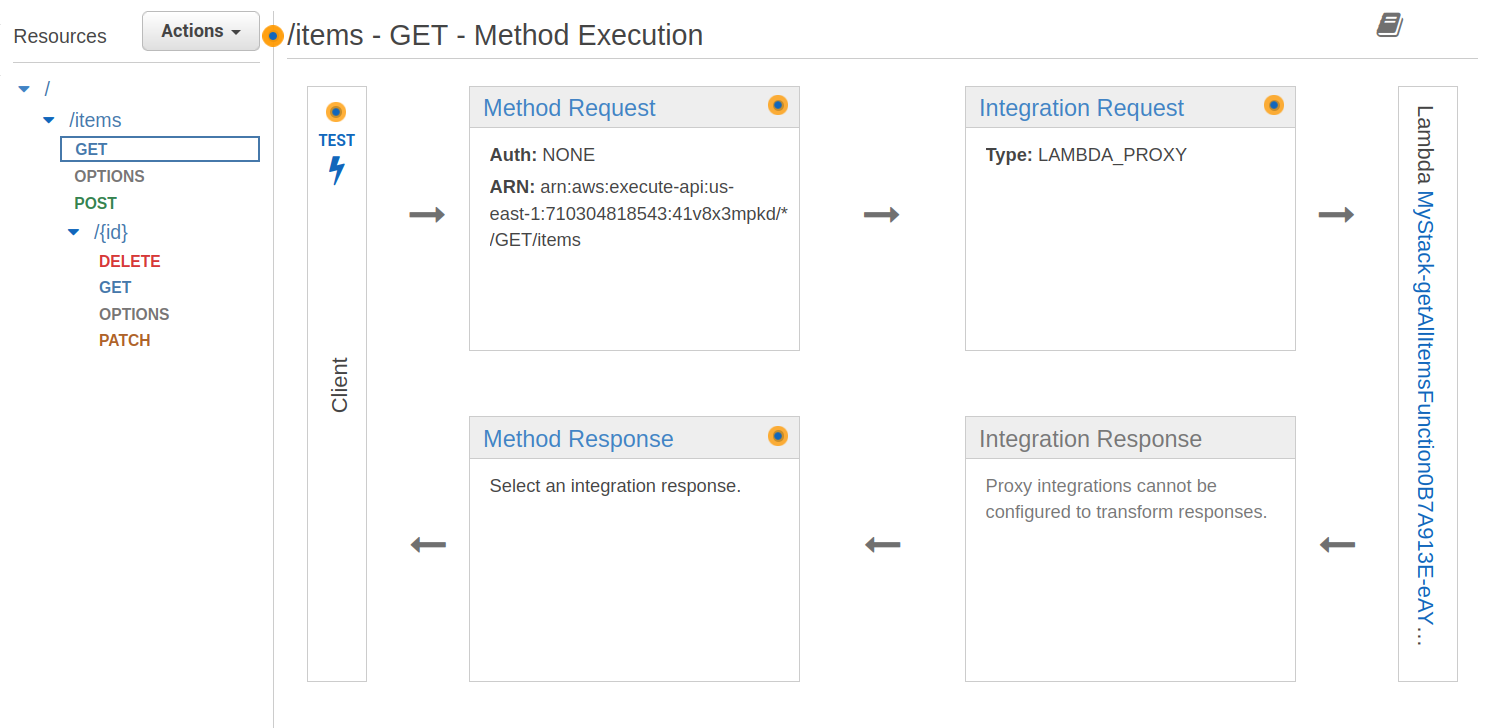 Resources
Actions
/items - GET - Method Execution
/
/items
GET
OPTIONS
POST
/{id}
DELETE
GET
OPTIONS
PATCH
TEST
Client
Method Request
Auth: NONE
ARN: arn:aws:execute-api:us-
east-1:710304818543:41v8x3mpkd/*
/GET/items
Integration Request
Type: LAMBDA_PROXY
Lambda MyStack-getAllItemsFunction0B7A913E-eAY…
Method Response
Select an integration response.
Integration Response
Proxy integrations cannot be
configured to transform responses.